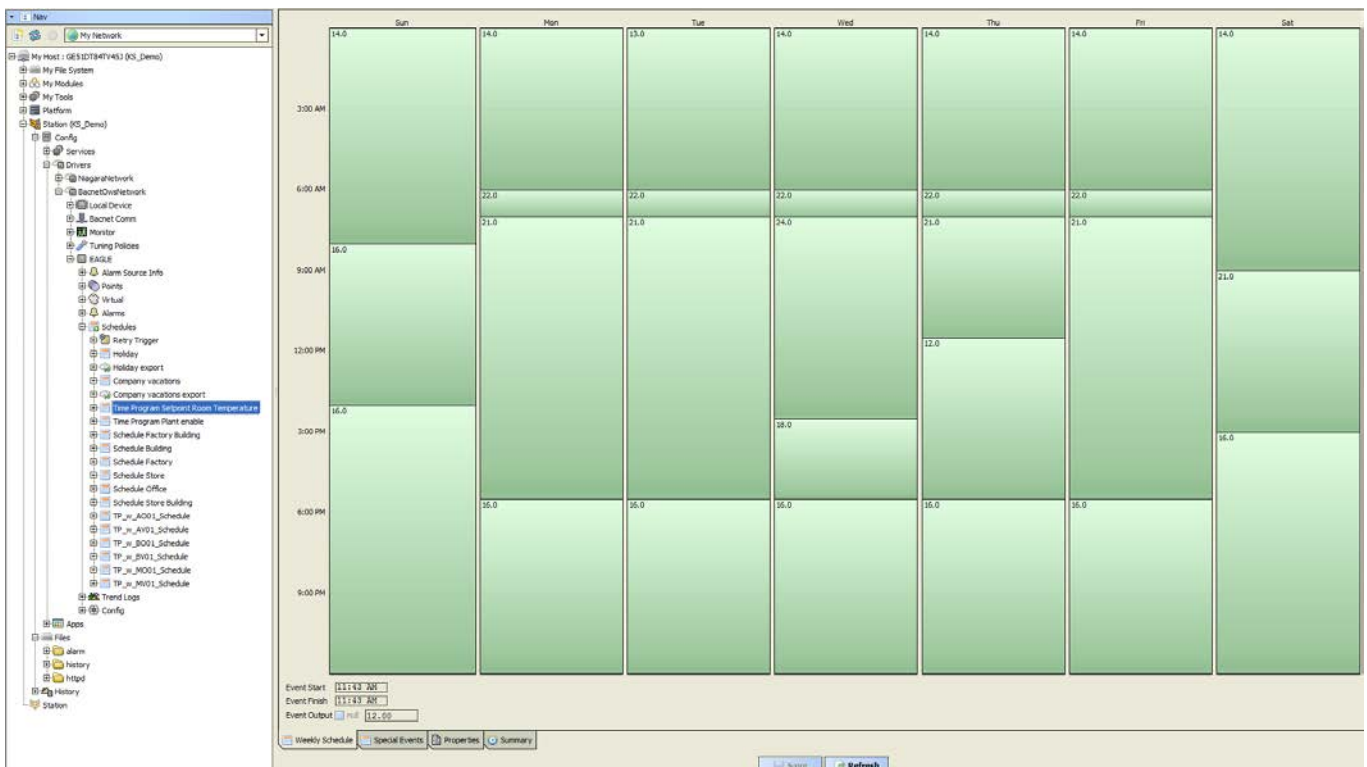 Nav
My Network
My Host : GE51DT84TV45J (KS_Demo)
My File System
My Modules
My Tools
Platform
Station (KS_Demo)
Config
Services
Drivers
NiagaraNetwork
BacnetOwsNetwork
Local Device
Bacnet Comm
Monitor
Tuning Policies
EAGLE
Alarm Source Info
Points
Virtual
Alarms
Schedules
Retry Trigger
Holiday
Holiday export
Company vacations
Company vacations export
Time Program Setpoint Room Temperature
Time Program Plant enable
Schedule Factory Building
Schedule Building
Schedule Factory
Schedule Store
Schedule Office
Schedule Store Building
TP_w_AO01_Schedule
TP_w_AV01_Schedule
TP_w_BO01_Schedule
TP_w_BV01_Schedule
TP_w_MO01_Schedule
TP_w_MV01_Schedule
Trend Logs
Config
Apps
Files
alarm
history
httpd
History
Station
Sun Mon Tue Wed Thu Fri Sat
14.0 14.0 13.0 14.0 14.0 14.0 14.0
3:00 AM
6:00 AM
22.0 22.0 22.0 22.0 22.0
21.0 21.0 24.0 21.0 21.0
16.0
9:00 AM
21.0
12:00 PM
12.0
16.0
3:00 PM
18.0
16.0
6:00 PM
16.0 16.0 16.0 16.0 16.0
9:00 PM
Event Start 11:43 AM
Event Finish 11:43 AM
Event Output null 12.00
Weekly Schedule Special Events Properties Summary
Save Refresh